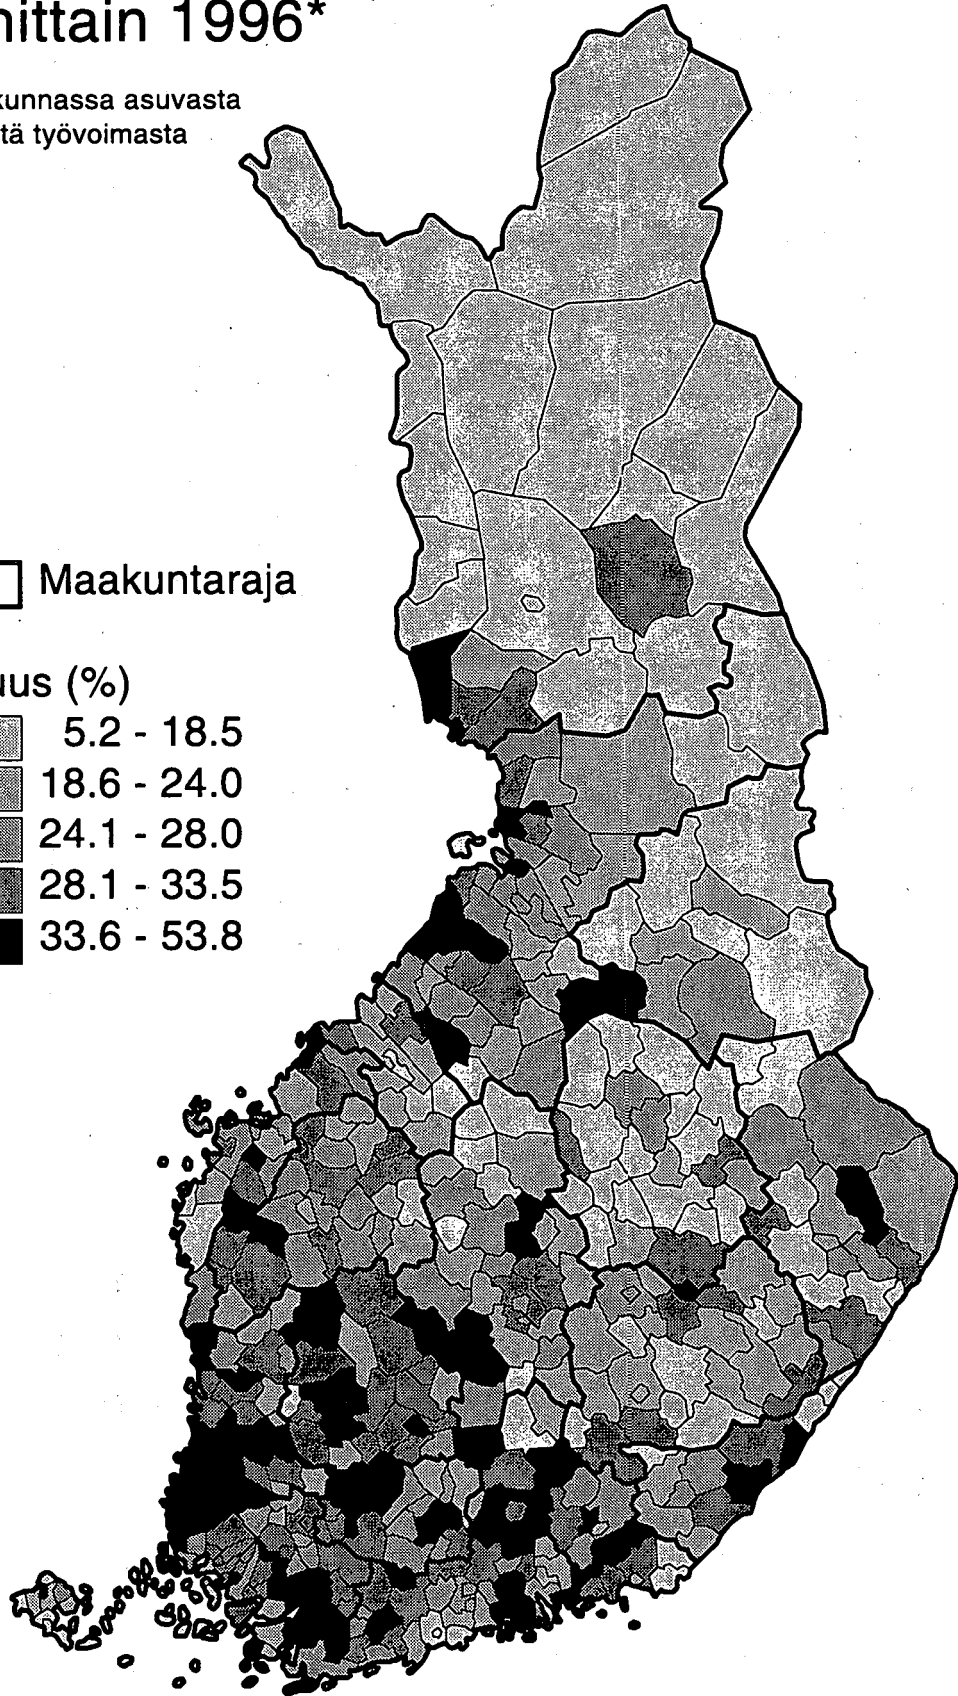 nittain 1996*
kunnassa asuvasta
tä työvoimasta
Maakuntaraja
uus (%)
5.2 - 18.5
18.6 - 24.0
24.1 - 28.0
28.1 - 33.5
33.6 - 53.8